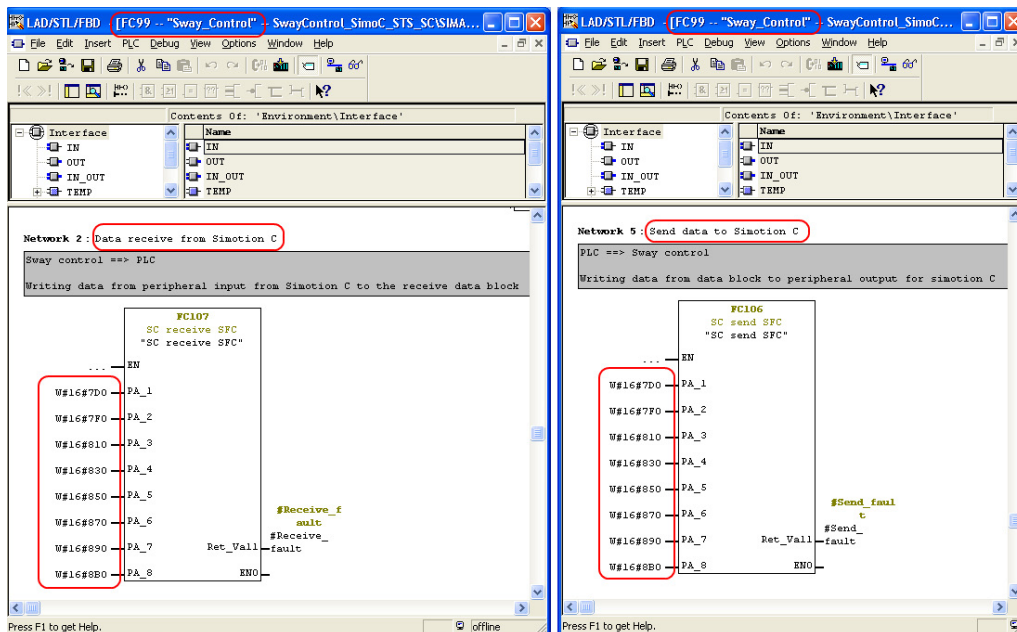 LAD/STL/FBD - [FC99 -- "Sway_Control" -- SwayControl_SimoC_STS_SC\SIMA...
File Edit Insert PLC Debug View Options Window Help
Contents Of: 'Environment\Interface'
Interface
IN
OUT
IN_OUT
TEMP
Name
IN
OUT
IN_OUT
TEMP
Network 2 : Data receive from Simotion C
Sway control ==> PLC
Writing data from peripheral input from Simotion C to the receive data block
FC107
SC receive SFC
"SC receive SFC"
... EN
W#16#7D0 PA_1
W#16#7F0 PA_2
W#16#810 PA_3
W#16#830 PA_4
W#16#850 PA_5
W#16#870 PA_6
#Receive_f
ault
#Receive_
W#16#890 PA_7 Ret_Vall fault
W#16#8B0 PA_8 ENO
Press F1 to get Help.
offline
LAD/STL/FBD - [FC99 -- "Sway_Control" -- SwayControl_SimoC...
File Edit Insert PLC Debug View Options Window Help
Contents Of: 'Environment\Interface'
Interface
IN
OUT
IN_OUT
TEMP
Name
IN
OUT
IN_OUT
TEMP
Network 5 : Send data to Simotion C
PLC ==> Sway control
Writing data from data block to peripheral output for simotion C
FC106
SC send SFC
"SC send SFC"
... EN
W#16#7D0 PA_1
W#16#7F0 PA_2
W#16#810 PA_3
W#16#830 PA_4
W#16#850 PA_5
W#16#870 PA_6
#Send_faul
t
#Send_
W#16#890 PA_7 Ret_Vall fault
W#16#8B0 PA_8 ENO
Press F1 to get Help.